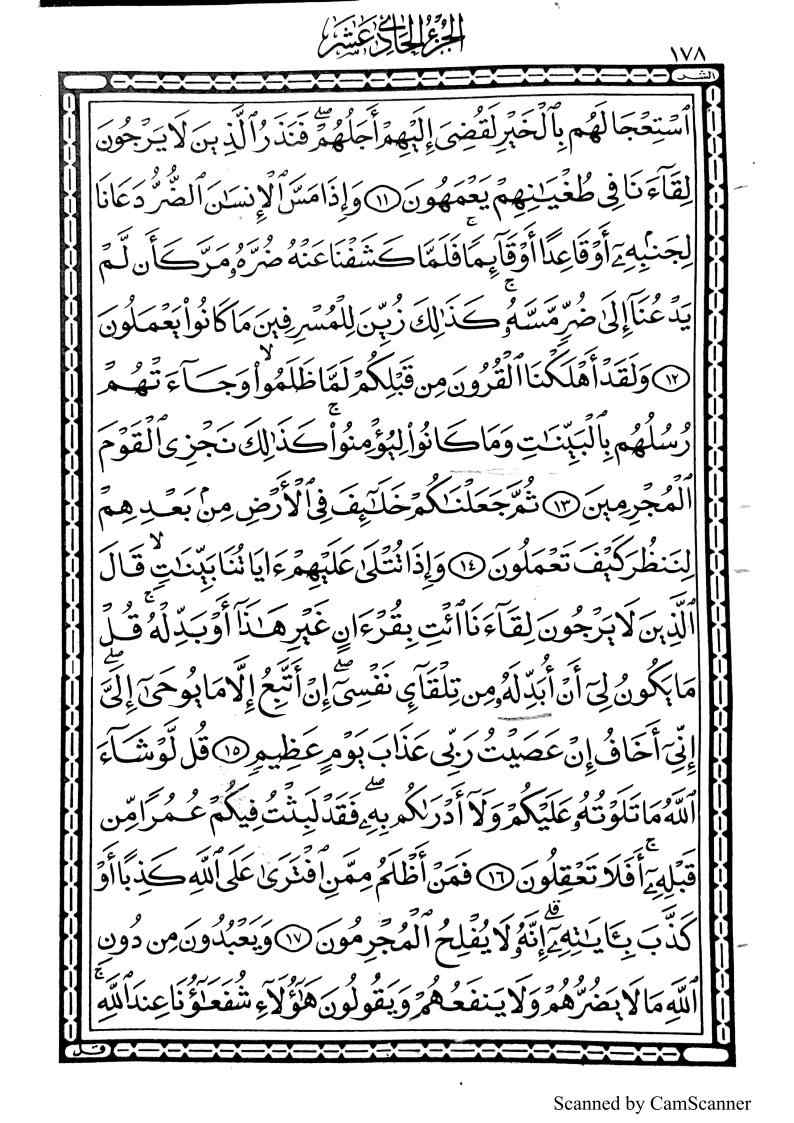 الجزء الحادي عشر
١٧٨
الشر
ٱسْتِعْجَالَهُم بِٱلْخَيْرِ لَقُضِىَ إِلَيْهِمْ أَجَلُهُمْ ۖ فَنَذَرُ ٱلَّذِينَ لَا يَرْجُونَ
لِقَآءَنَا فِى طُغْيَـٰنِهِمْ يَعْمَهُونَ ١١ وَإِذَا مَسَّ ٱلْإِنسَـٰنَ ٱلضُّرُّ دَعَانَا
لِجَنۢبِهِۦٓ أَوْ قَاعِدًا أَوْ قَآئِمًا ۚ فَلَمَّا كَشَفْنَا عَنْهُ ضُرَّهُۥ مَرَّ كَأَن لَّمْ
يَدْعُنَآ إِلَىٰ ضُرٍّ مَّسَّهُۥ ۚ كَذَٰلِكَ زُيِّنَ لِلْمُسْرِفِينَ مَا كَانُوا۟ يَعْمَلُونَ
١٢ وَلَقَدْ أَهْلَكْنَا ٱلْقُرُونَ مِن قَبْلِكُمْ لَمَّا ظَلَمُوا۟ ۙ وَجَآءَتْهُمْ
رُسُلُهُم بِٱلْبَيِّنَـٰتِ وَمَا كَانُوا۟ لِيُؤْمِنُوا۟ ۚ كَذَٰلِكَ نَجْزِى ٱلْقَوْمَ
ٱلْمُجْرِمِينَ ١٣ ثُمَّ جَعَلْنَـٰكُمْ خَلَـٰٓئِفَ فِى ٱلْأَرْضِ مِنۢ بَعْدِهِمْ
لِنَنظُرَ كَيْفَ تَعْمَلُونَ ١٤ وَإِذَا تُتْلَىٰ عَلَيْهِمْ ءَايَاتُنَا بَيِّنَـٰتٍ ۙ قَالَ
ٱلَّذِينَ لَا يَرْجُونَ لِقَآءَنَا ٱئْتِ بِقُرْءَانٍ غَيْرِ هَـٰذَآ أَوْ بَدِّلْهُ ۚ قُلْ
مَا يَكُونُ لِىٓ أَنْ أُبَدِّلَهُۥ مِن تِلْقَآئِ نَفْسِىٓ ۖ إِنْ أَتَّبِعُ إِلَّا مَا يُوحَىٰٓ إِلَىَّ ۖ
إِنِّىٓ أَخَافُ إِنْ عَصَيْتُ رَبِّى عَذَابَ يَوْمٍ عَظِيمٍ ١٥ قُل لَّوْ شَآءَ
ٱللَّهُ مَا تَلَوْتُهُۥ عَلَيْكُمْ وَلَآ أَدْرَىٰكُم بِهِۦ ۖ فَقَدْ لَبِثْتُ فِيكُمْ عُمُرًا مِّن
قَبْلِهِۦٓ ۚ أَفَلَا تَعْقِلُونَ ١٦ فَمَنْ أَظْلَمُ مِمَّنِ ٱفْتَرَىٰ عَلَى ٱللَّهِ كَذِبًا أَوْ
كَذَّبَ بِـَٔايَـٰتِهِۦٓ ۗ إِنَّهُۥ لَا يُفْلِحُ ٱلْمُجْرِمُونَ ١٧ وَيَعْبُدُونَ مِن دُونِ
ٱللَّهِ مَا لَا يَضُرُّهُمْ وَلَا يَنفَعُهُمْ وَيَقُولُونَ هَـٰٓؤُلَآءِ شُفَعَـٰٓؤُنَا عِندَ ٱللَّهِ ۚ
قل
Scanned by CamScanner